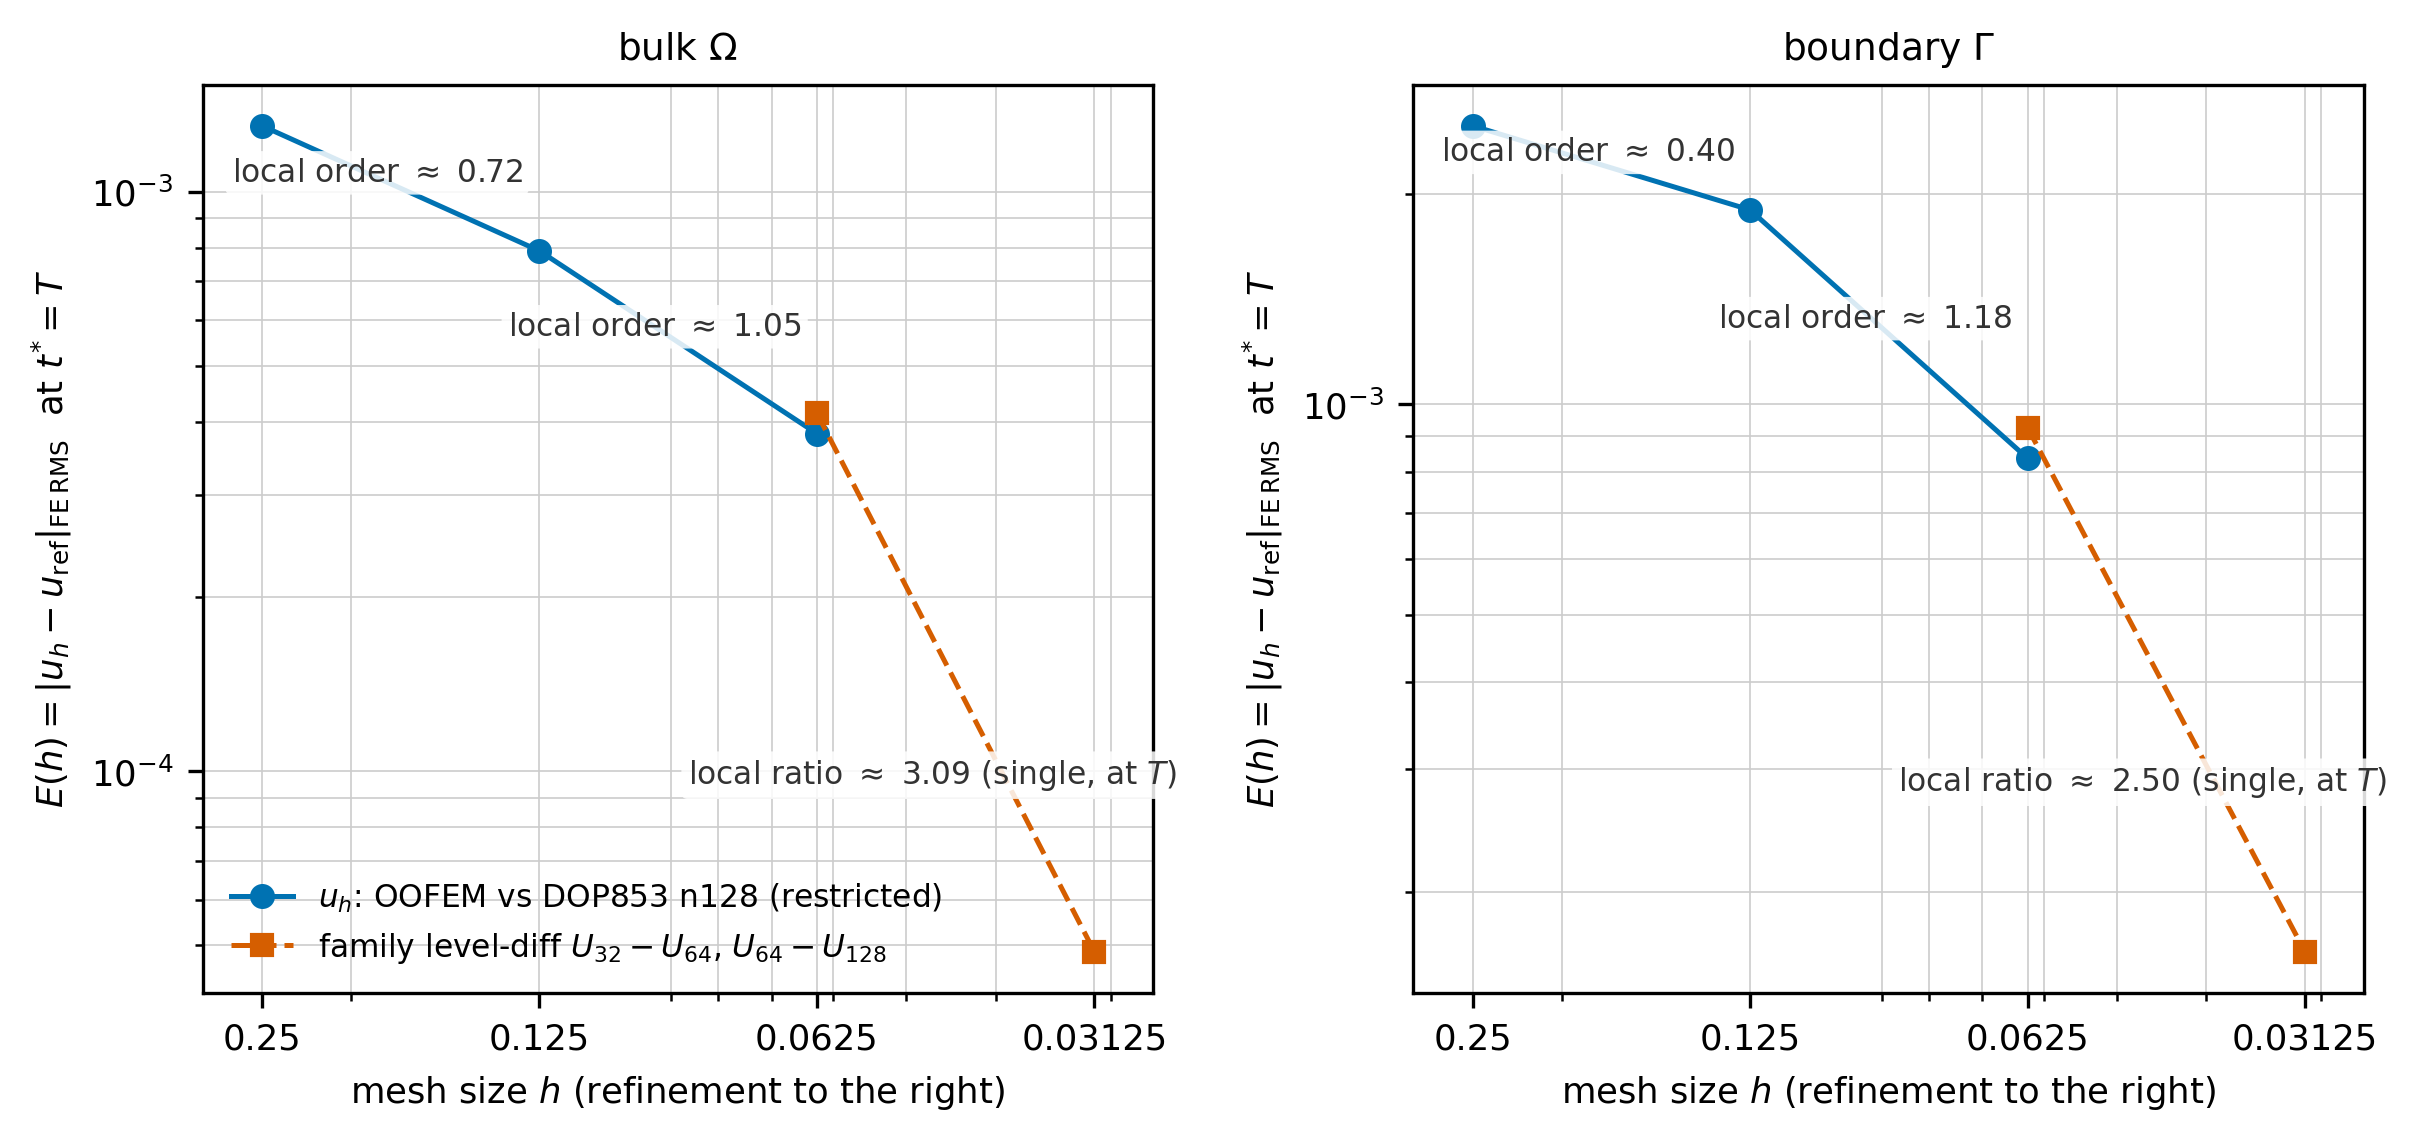 bulk Ω
E(h) = |u_h − u_ref|_FE RMS at t* = T
10⁻³
10⁻⁴
local order ≈ 0.72
local order ≈ 1.05
local ratio ≈ 3.09 (single, at T)
u_h: OOFEM vs DOP853 n128 (restricted)
family level-diff U₃₂ − U₆₄, U₆₄ − U₁₂₈
0.25 0.125 0.0625 0.03125
mesh size h (refinement to the right)
boundary Γ
E(h) = |u_h − u_ref|_FE RMS at t* = T
10⁻³
local order ≈ 0.40
local order ≈ 1.18
local ratio ≈ 2.50 (single, at T)
0.25 0.125 0.0625 0.03125
mesh size h (refinement to the right)